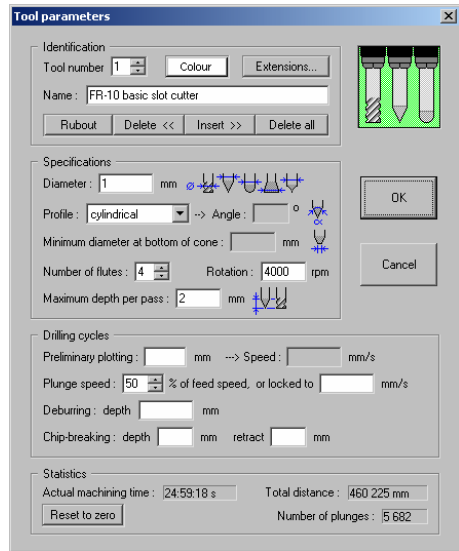 Tool parameters
Identification
Tool number 1 Colour Extensions...
Name : FR-10 basic slot cutter
Rubout Delete << Insert >> Delete all
Specifications
Diameter : 1 mm ø
Profile : cylindrical --> Angle : ° α
Minimum diameter at bottom of cone : mm
Number of flutes : 4 Rotation : 4000 rpm
Maximum depth per pass : 2 mm
OK
Cancel
Drilling cycles
Preliminary plotting : mm ---> Speed : mm/s
Plunge speed : 50 % of feed speed, or locked to mm/s
Deburring : depth mm
Chip-breaking : depth mm retract mm
Statistics
Actual machining time : 24:59:18 s Total distance : 460 225 mm
Reset to zero Number of plunges : 5 682